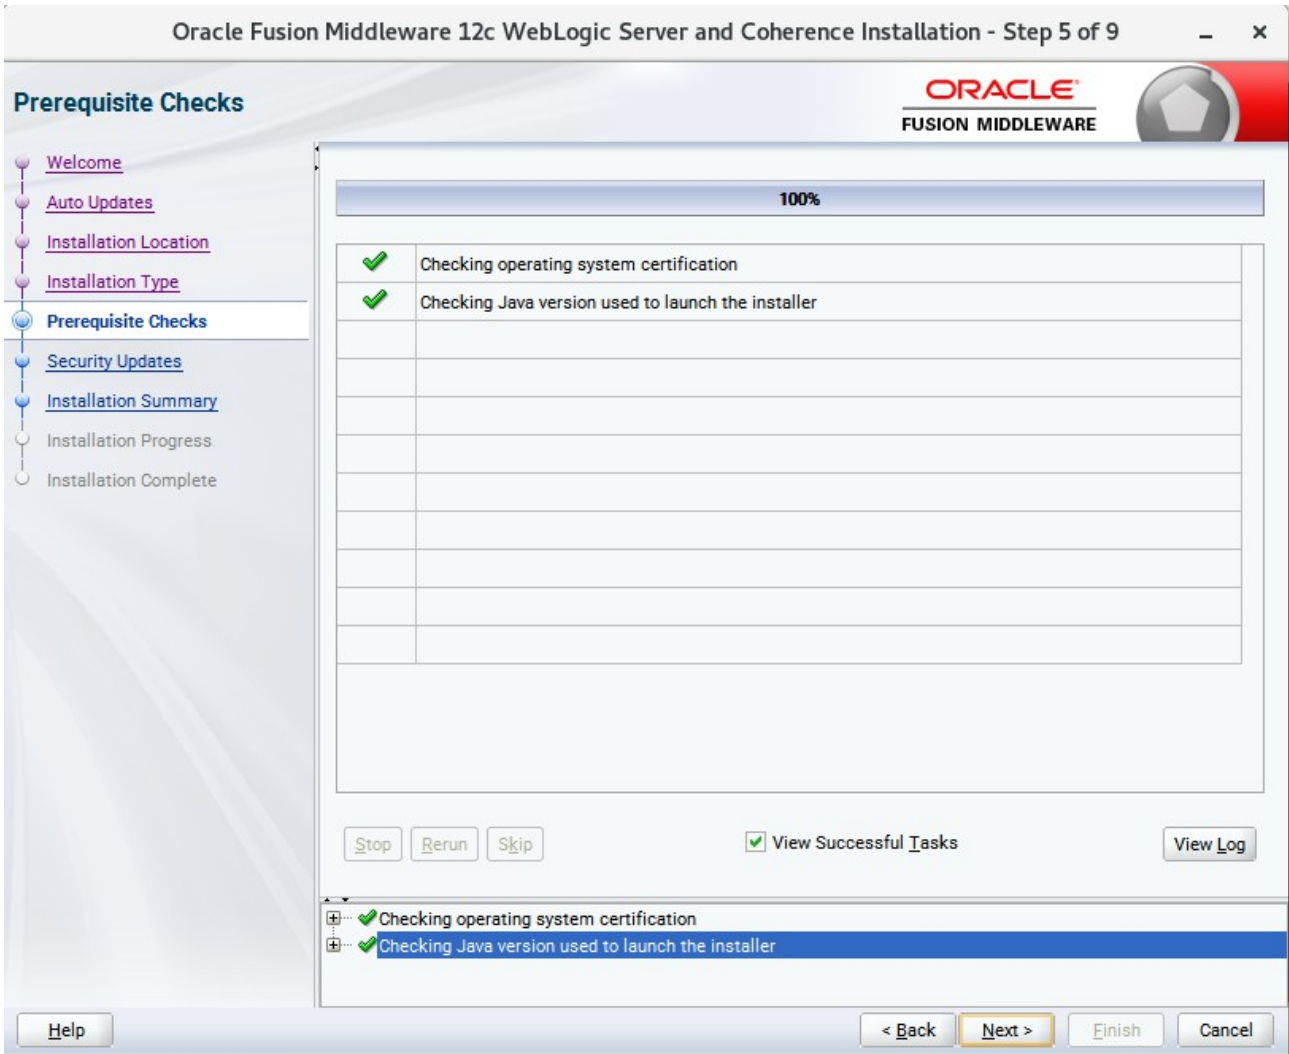 Oracle Fusion Middleware 12c WebLogic Server and Coherence Installation - Step 5 of 9
Prerequisite Checks
ORACLE
FUSION MIDDLEWARE
Welcome
Auto Updates
Installation Location
Installation Type
Prerequisite Checks
Security Updates
Installation Summary
Installation Progress
Installation Complete
100%
Checking operating system certification
Checking Java version used to launch the installer
Stop Rerun Skip View Successful Tasks View Log
Checking operating system certification
Checking Java version used to launch the installer
Help < Back Next > Finish Cancel